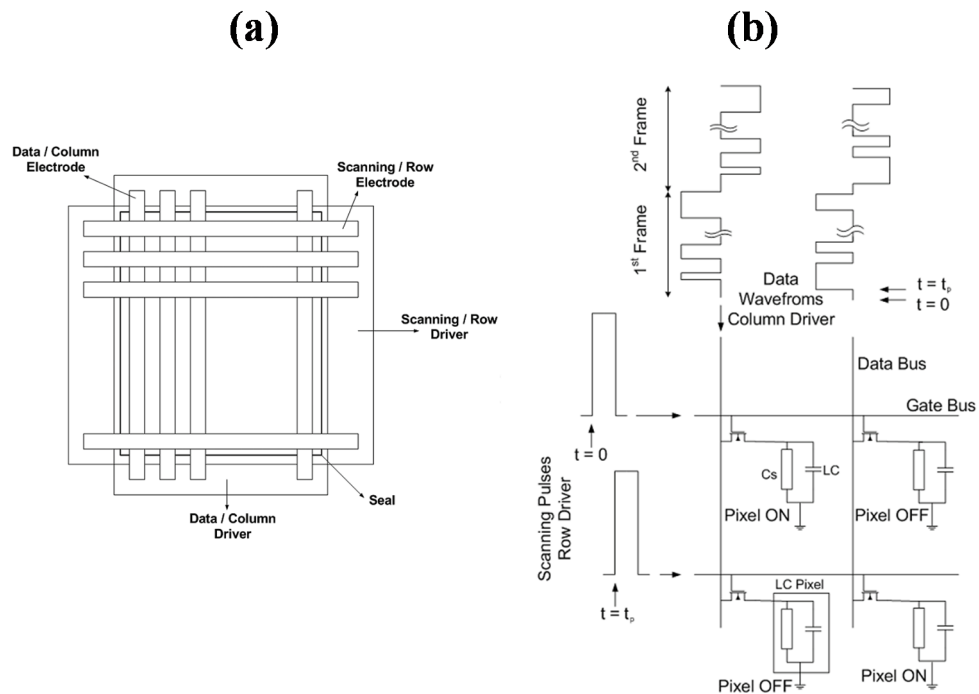 (a)
Data / Column
Electrode
Scanning / Row
Electrode
Scanning / Row
Driver
Seal
Data / Column
Driver
(b)
2nd Frame
1st Frame
Data
Wavefroms
Column Driver
t = tp
t = 0
Data Bus
Gate Bus
t = 0
Cs
LC
Pixel ON
Pixel OFF
Scanning Pulses
Row Driver
t = tp
LC Pixel
Pixel OFF
Pixel ON